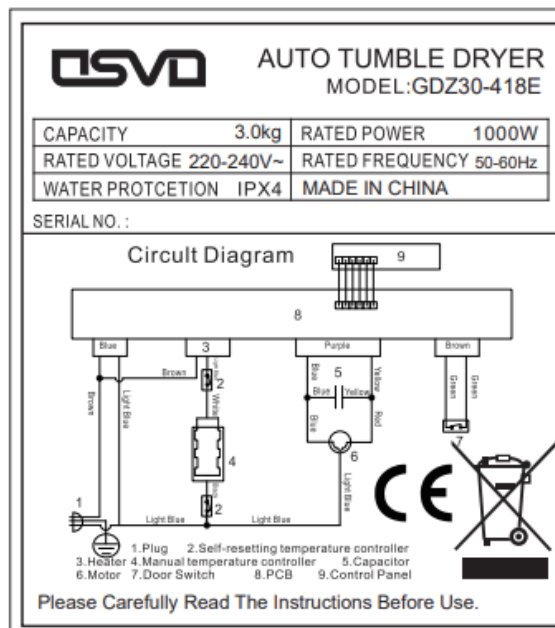 OSVO
AUTO TUMBLE DRYER
MODEL:GDZ30-418E
CAPACITY 3.0kg RATED POWER 1000W
RATED VOLTAGE 220-240V~ RATED FREQUENCY 50-60Hz
WATER PROTCETION IPX4 MADE IN CHINA
SERIAL NO. :
Circult Diagram
9
8
Blue 3 Purple Brown
Brown
2
5
Blue Yellow
Blue Yellow
Brown
Light Blue
White
Blue Red
Green Green
4
6
7
Light Blue
1
2
Light Blue Light Blue
CE
1.Plug 2.Self-resetting temperature controller
3.Heater 4.Manual temperature controller 5.Capacitor
6.Motor 7.Door Switch 8.PCB 9.Control Panel
Please Carefully Read The Instructions Before Use.